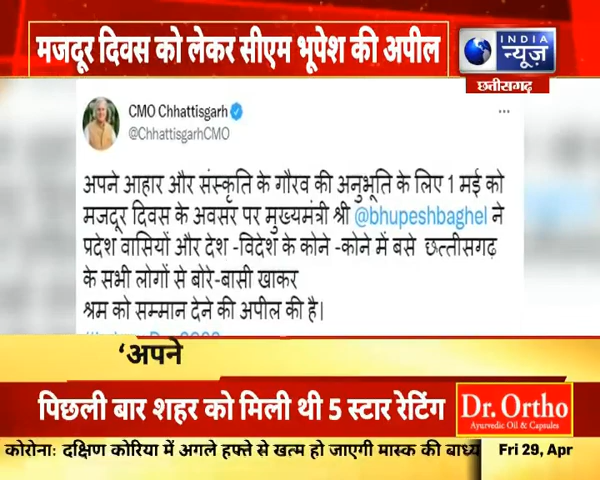 मजदूर दिवस को लेकर सीएम भूपेश की अपील
INDIA
न्यूज़
छत्तीसगढ़
CMO Chhattisgarh
@ChhattisgarhCMO
अपने आहार और संस्कृति के गौरव की अनुभूति के लिए 1 मई को
मजदूर दिवस के अवसर पर मुख्यमंत्री श्री @bhupeshbaghel ने
प्रदेश वासियों और देश -विदेश के कोने -कोने में बसे छत्तीसगढ़
के सभी लोगों से बोरे-बासी खाकर
श्रम को सम्मान देने की अपील की है।
‘अपने
पिछली बार शहर को मिली थी 5 स्टार रेटिंग
Dr. Ortho
Ayurvedic Oil & Capsules
कोरोनाः दक्षिण कोरिया में अगले हफ्ते से खत्म हो जाएगी मास्क की बाध्य
Fri 29, Apr